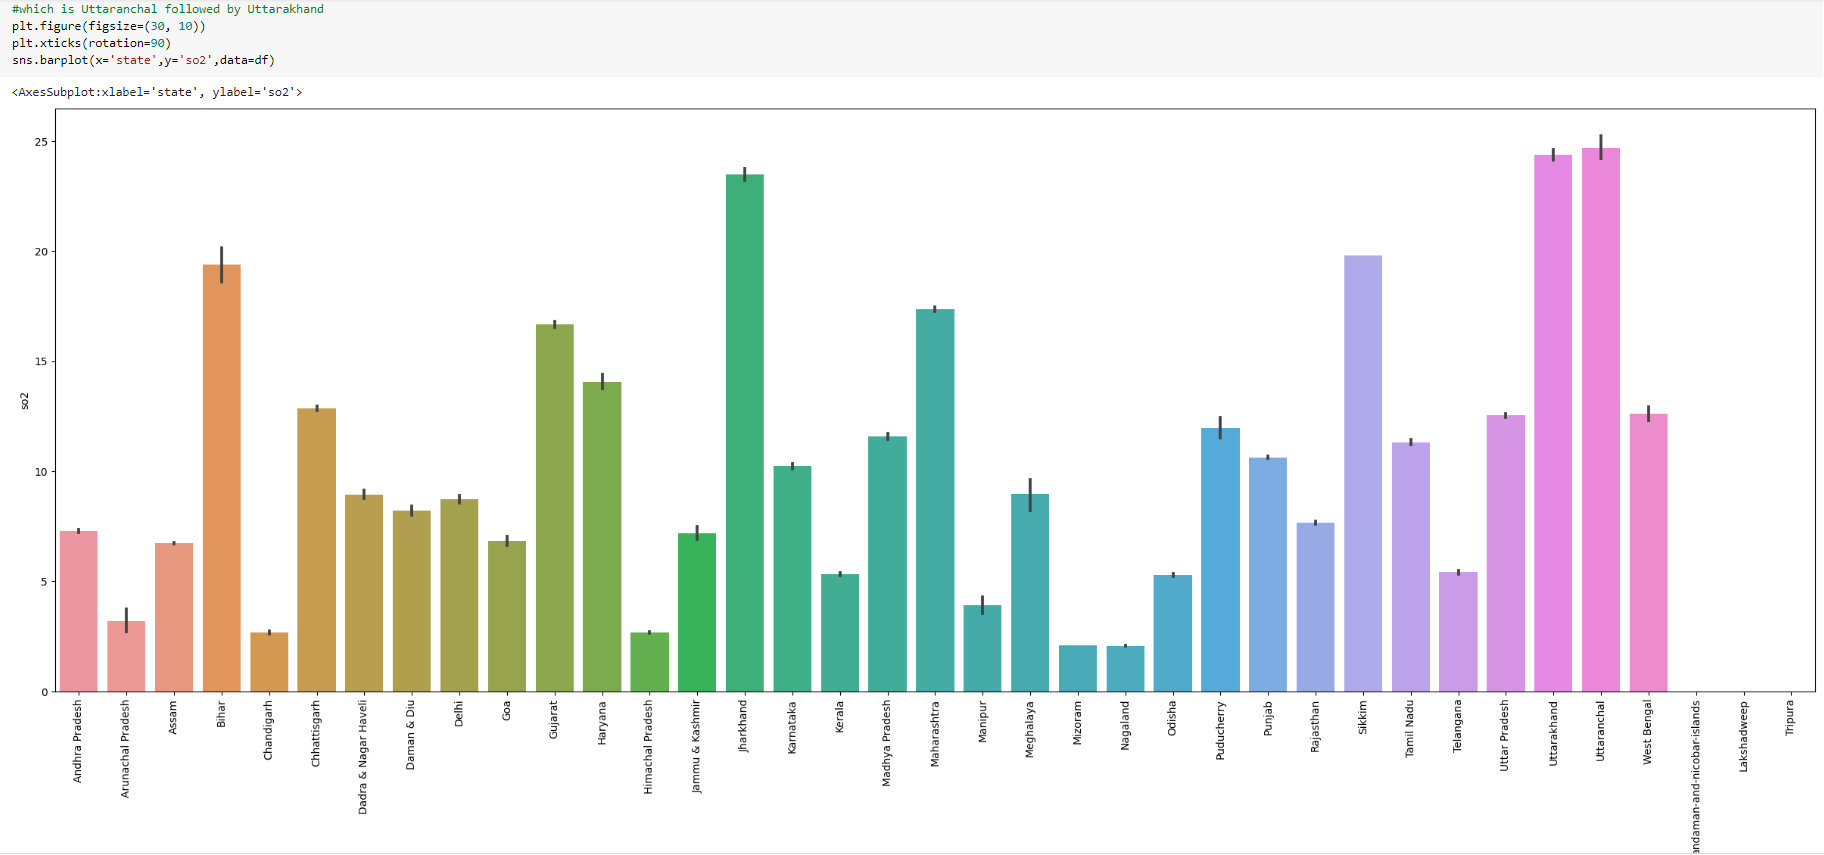 #which is Uttaranchal followed by Uttarakhand
plt.figure(figsize=(30, 10))
plt.xticks(rotation=90)
sns.barplot(x='state',y='so2',data=df)
<AxesSubplot:xlabel='state', ylabel='so2'>
25
20
15
10
5
0
so2
Andhra Pradesh
Arunachal Pradesh
Assam
Bihar
Chandigarh
Chhattisgarh
Dadra & Nagar Haveli
Daman & Diu
Delhi
Goa
Gujarat
Haryana
Himachal Pradesh
Jammu & Kashmir
Jharkhand
Karnataka
Kerala
Madhya Pradesh
Maharashtra
Manipur
Meghalaya
Mizoram
Nagaland
Odisha
Puducherry
Punjab
Rajasthan
Sikkim
Tamil Nadu
Telangana
Uttar Pradesh
Uttarakhand
Uttaranchal
West Bengal
ndaman-and-nicobar-islands
Lakshadweep
Tripura